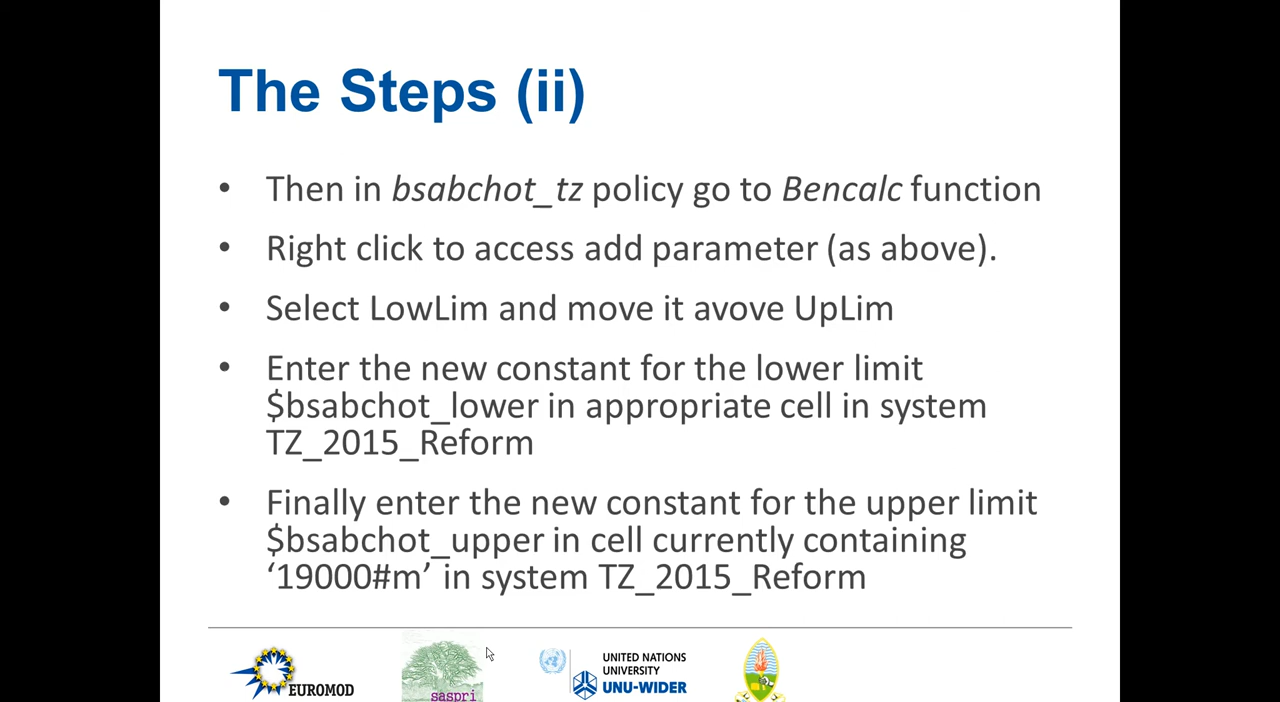 The Steps (ii)
• Then in bsabchot_tz policy go to Bencalc function
• Right click to access add parameter (as above).
• Select LowLim and move it avove UpLim
• Enter the new constant for the lower limit
$bsabchot_lower in appropriate cell in system
TZ_2015_Reform
• Finally enter the new constant for the upper limit
$bsabchot_upper in cell currently containing
‘19000#m’ in system TZ_2015_Reform
EUROMOD
saspri
UNITED NATIONS
UNIVERSITY
UNU-WIDER